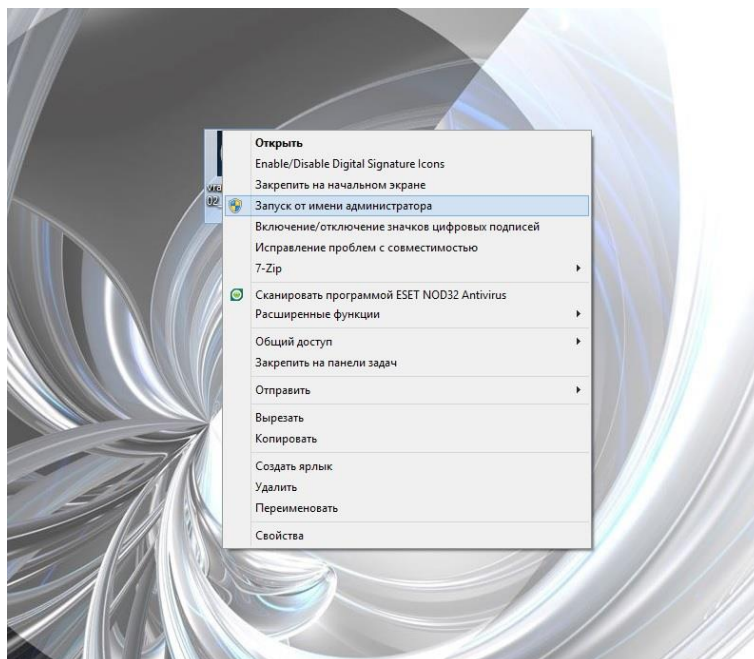 02_
Открыть
Enable/Disable Digital Signature Icons
Закрепить на начальном экране
Запуск от имени администратора
Включение/отключение значков цифровых подписей
Исправление проблем с совместимостью
7-Zip
Сканировать программой ESET NOD32 Antivirus
Расширенные функции
Общий доступ
Закрепить на панели задач
Отправить
Вырезать
Копировать
Создать ярлык
Удалить
Переименовать
Свойства